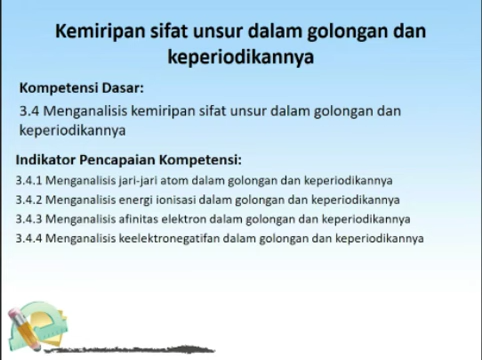 Kemiripan sifat unsur dalam golongan dan
keperiodikannya
Kompetensi Dasar:
3.4 Menganalisis kemiripan sifat unsur dalam golongan dan
keperiodikannya
Indikator Pencapaian Kompetensi:
3.4.1 Menganalisis jari-jari atom dalam golongan dan keperiodikannya
3.4.2 Menganalisis energi ionisasi dalam golongan dan keperiodikannya
3.4.3 Menganalisis afinitas elektron dalam golongan dan keperiodikannya
3.4.4 Menganalisis keelektronegatifan dalam golongan dan keperiodikannya